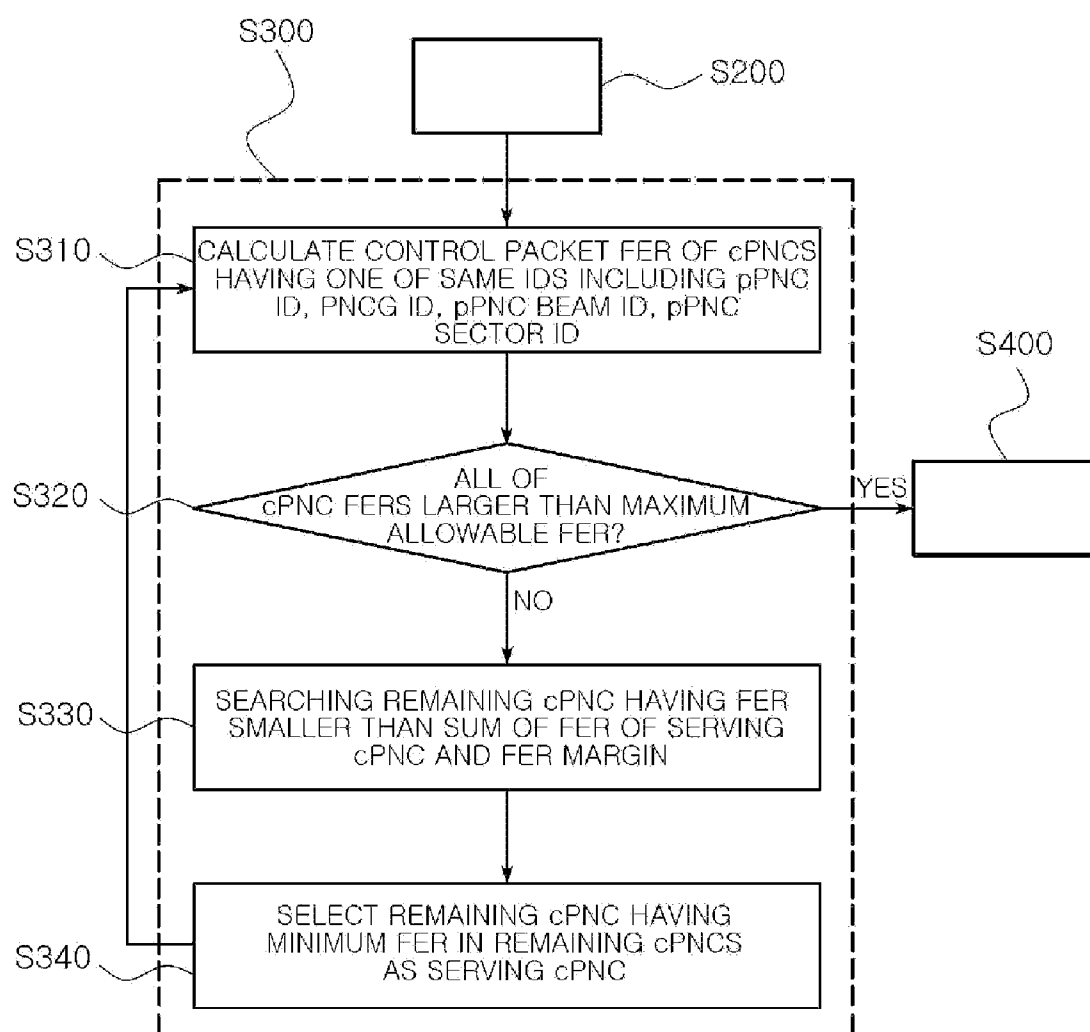 S300
S200
S310
CALCULATE CONTROL PACKET FER OF cPNCS
HAVING ONE OF SAME IDS INCLUDING pPNC
ID, PNCG ID, pPNC BEAM ID, pPNC
SECTOR ID
S400
S320
ALL OF
cPNC FERS LARGER THAN MAXIMUM
ALLOWABLE FER?
YES
NO
S330
SEARCHING REMAINING cPNC HAVING FER
SMALLER THAN SUM OF FER OF SERVING
cPNC AND FER MARGIN
S340
SELECT REMAINING cPNC HAVING
MINIMUM FER IN REMAINING cPNCS
AS SERVING cPNC